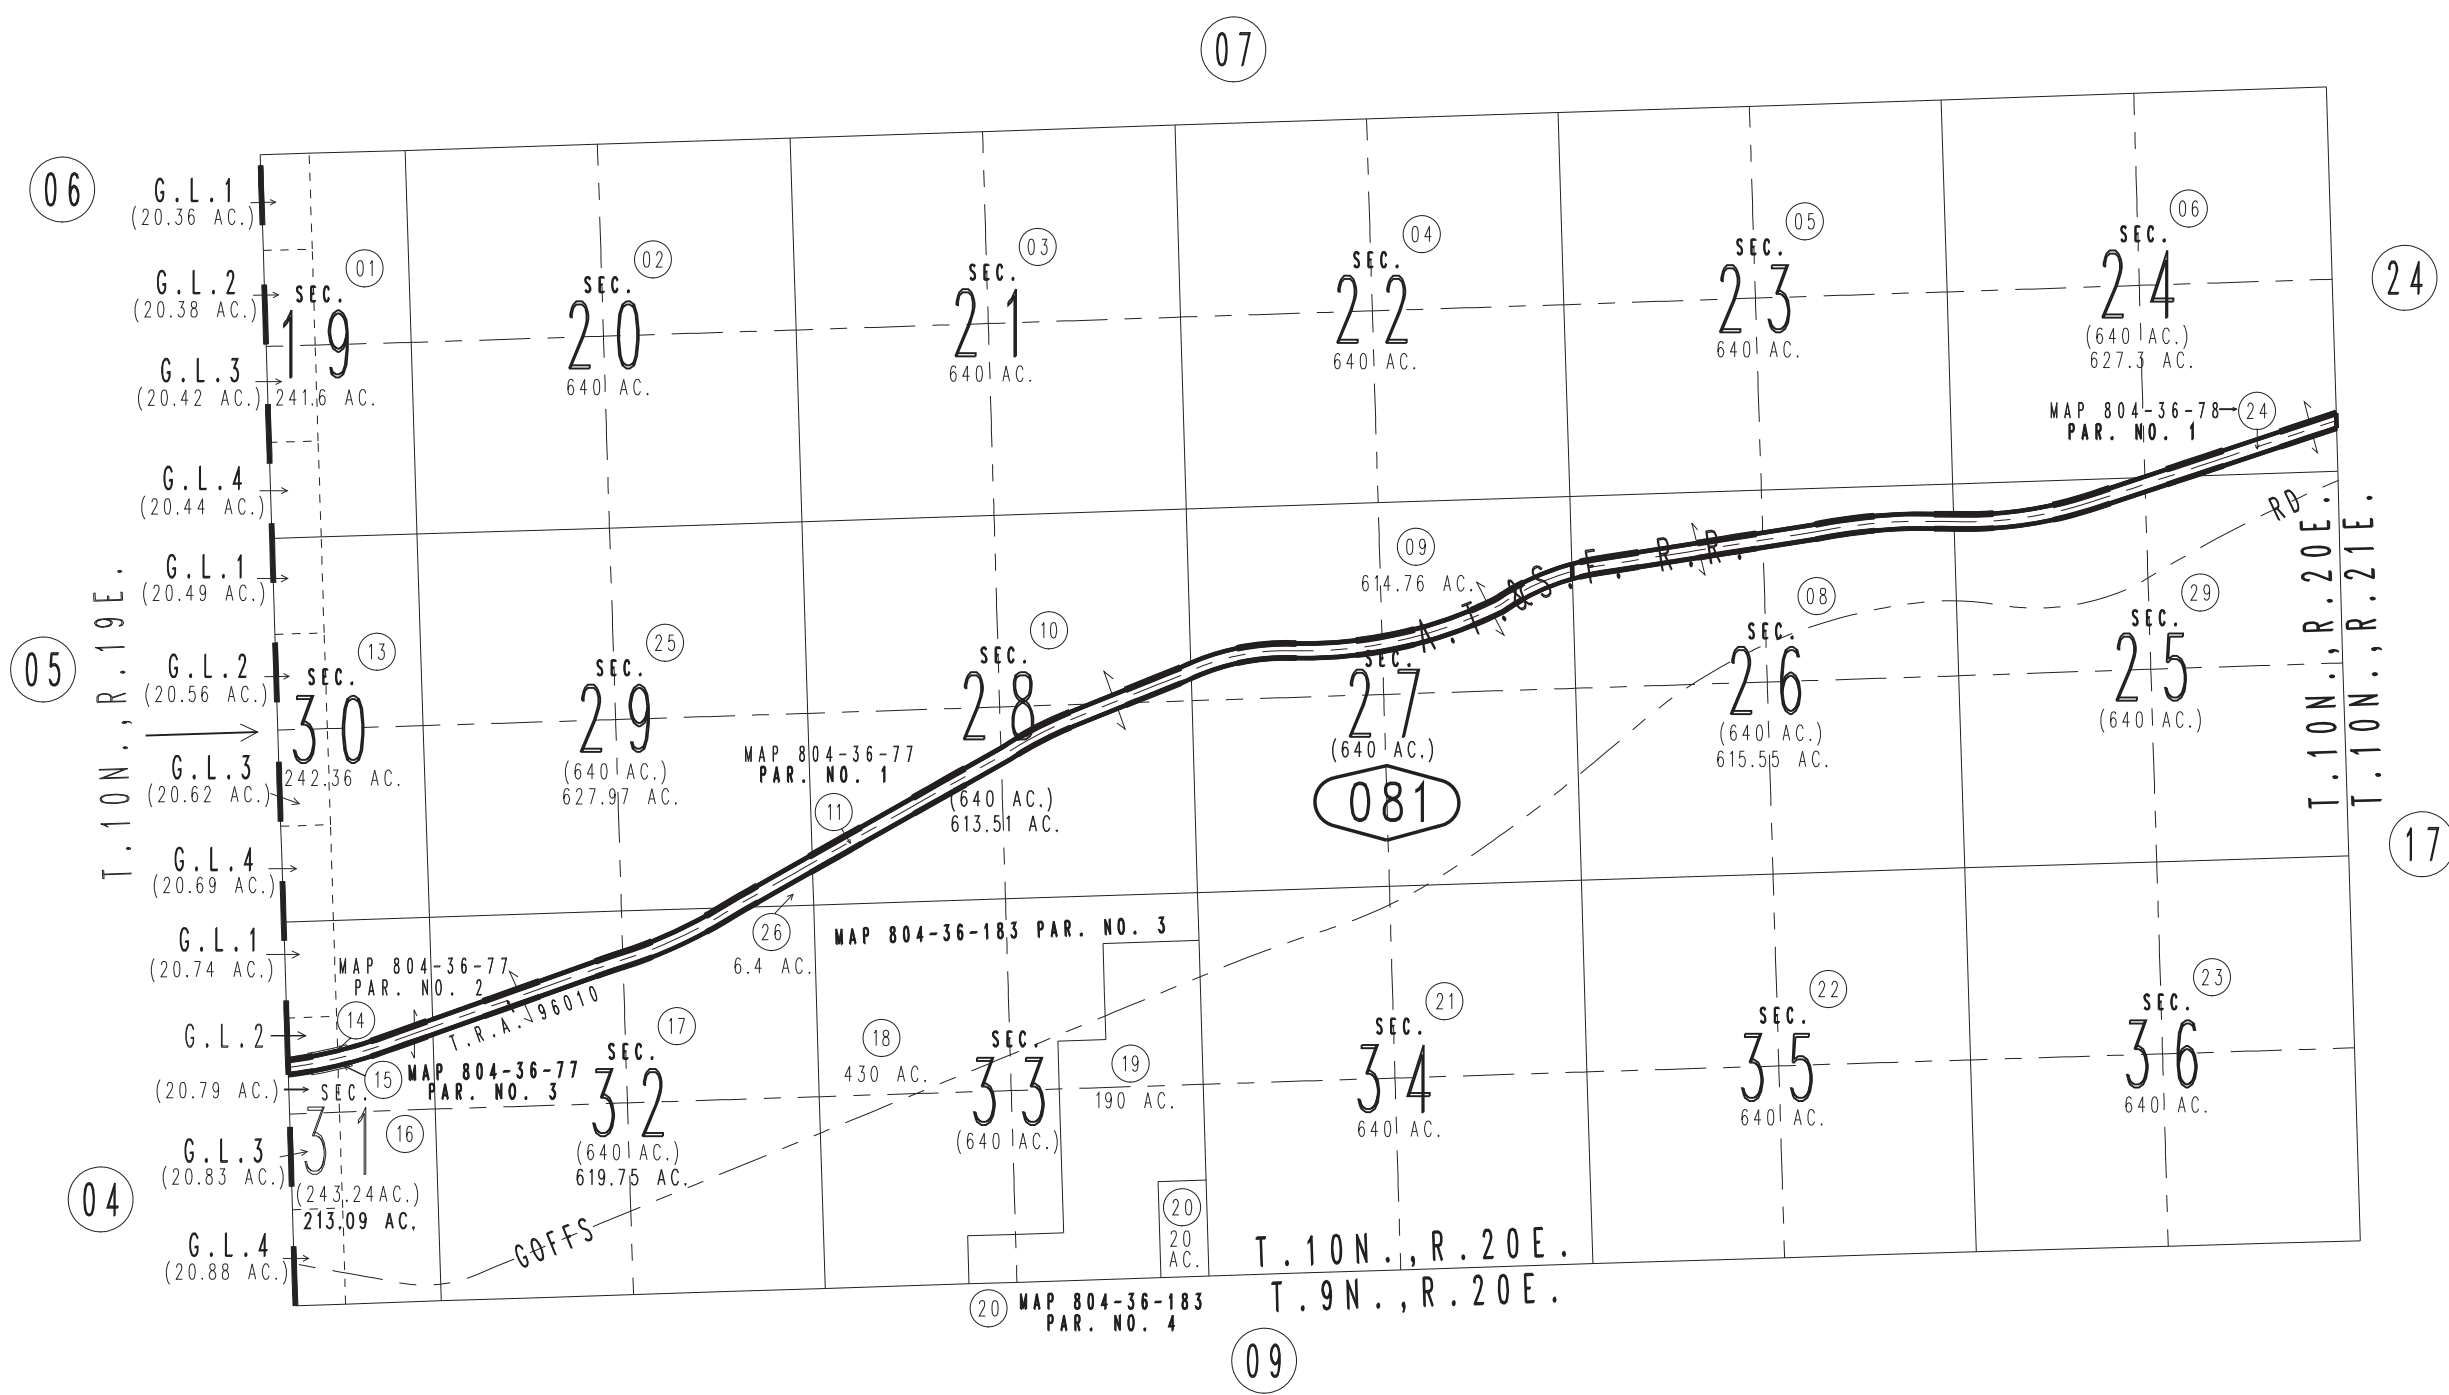 07
06
G.L.1
(20.36 AC.)
G.L.2
(20.38 AC.)
G.L.3
(20.42 AC.)
G.L.4
(20.44 AC.)
01
SEC.
19
241.6 AC.
02
SEC.
20
640 AC.
03
SEC.
21
640 AC.
04
SEC.
22
640 AC.
05
SEC.
23
640 AC.
06
SEC.
24
(640 AC.)
627.3 AC.
24
MAP 804-36-78
PAR. NO. 1
24
T.10N.,R.19E.
05
G.L.1
(20.49 AC.)
G.L.2
(20.56 AC.)
G.L.3
(20.62 AC.)
G.L.4
(20.69 AC.)
13
SEC.
30
242.36 AC.
25
SEC.
29
(640 AC.)
627.97 AC.
MAP 804-36-77
PAR. NO. 1
11
10
SEC.
28
(640 AC.)
613.51 AC.
09
614.76 AC.
A.T.&S.F. R.R.
SEC.
27
(640 AC.)
081
08
SEC.
26
(640 AC.)
615.55 AC.
29
SEC.
25
(640 AC.)
RD
T.10N.,R.20E.
T.10N.,R.21E.
17
26
6.4 AC.
MAP 804-36-183 PAR. NO. 3
G.L.1
(20.74 AC.)
G.L.2
(20.79 AC.)
G.L.3
(20.83 AC.)
G.L.4
(20.88 AC.)
04
MAP 804-36-77
PAR. NO. 2
14
T.R.A. 96010
15
MAP 804-36-77
PAR. NO. 3
SEC.
31
16
(243.24AC.)
213.09 AC.
17
SEC.
32
(640 AC.)
619.75 AC.
GOFFS
18
430 AC.
SEC.
33
(640 AC.)
19
190 AC.
20
20
AC.
21
SEC.
34
640 AC.
22
SEC.
35
640 AC.
23
SEC.
36
640 AC.
T.10N.,R.20E.
T.9N.,R.20E.
20
MAP 804-36-183
PAR. NO. 4
09